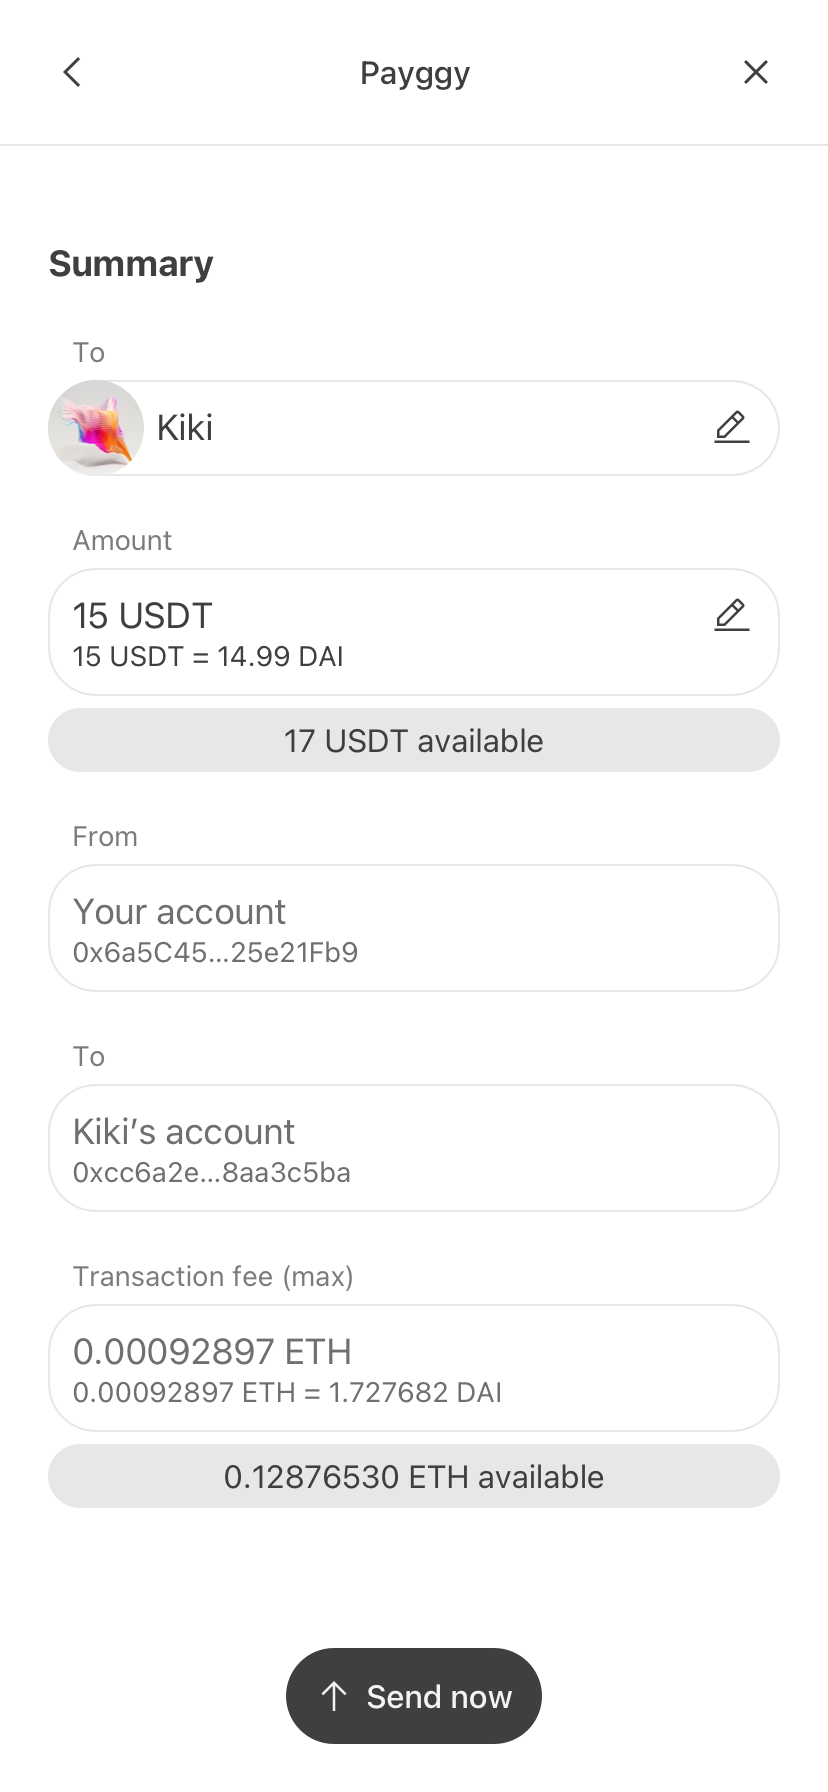 Payggy
Summary
To
Kiki
Amount
15 USDT
15 USDT = 14.99 DAI
17 USDT available
From
Your account
0x6a5C45...25e21Fb9
To
Kiki’s account
0xcc6a2e...8aa3c5ba
Transaction fee (max)
0.00092897 ETH
0.00092897 ETH = 1.727682 DAI
0.12876530 ETH available
Send now